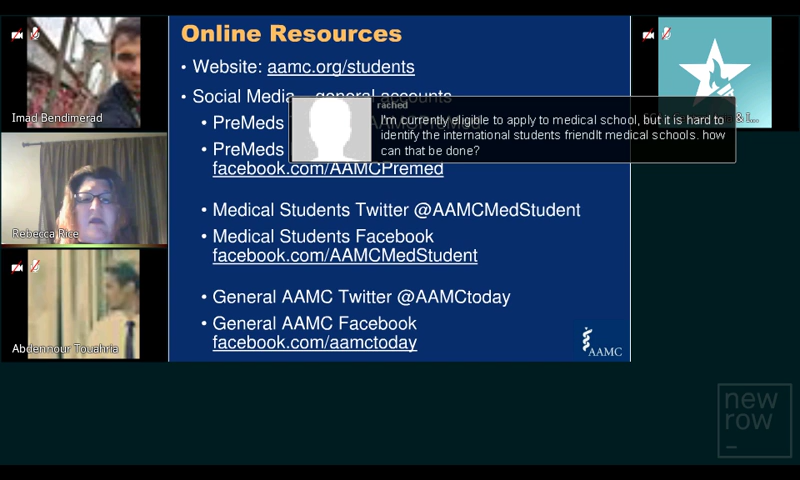 Online Resources
• Website: aamc.org/students
• Social Media – general accounts
• PreMeds
• PreMeds
facebook.com/AAMCPremed
• Medical Students Twitter @AAMCMedStudent
• Medical Students Facebook
facebook.com/AAMCMedStudent
• General AAMC Twitter @AAMCtoday
• General AAMC Facebook
facebook.com/aamctoday
AAMC
rached
I'm currently eligible to apply to medical school, but it is hard to
identify the international students friendlt medical schools. how
can that be done?
Imad Bendimerad
Rebecca Rice
Abdennour Touahria
& I...
new
row
_